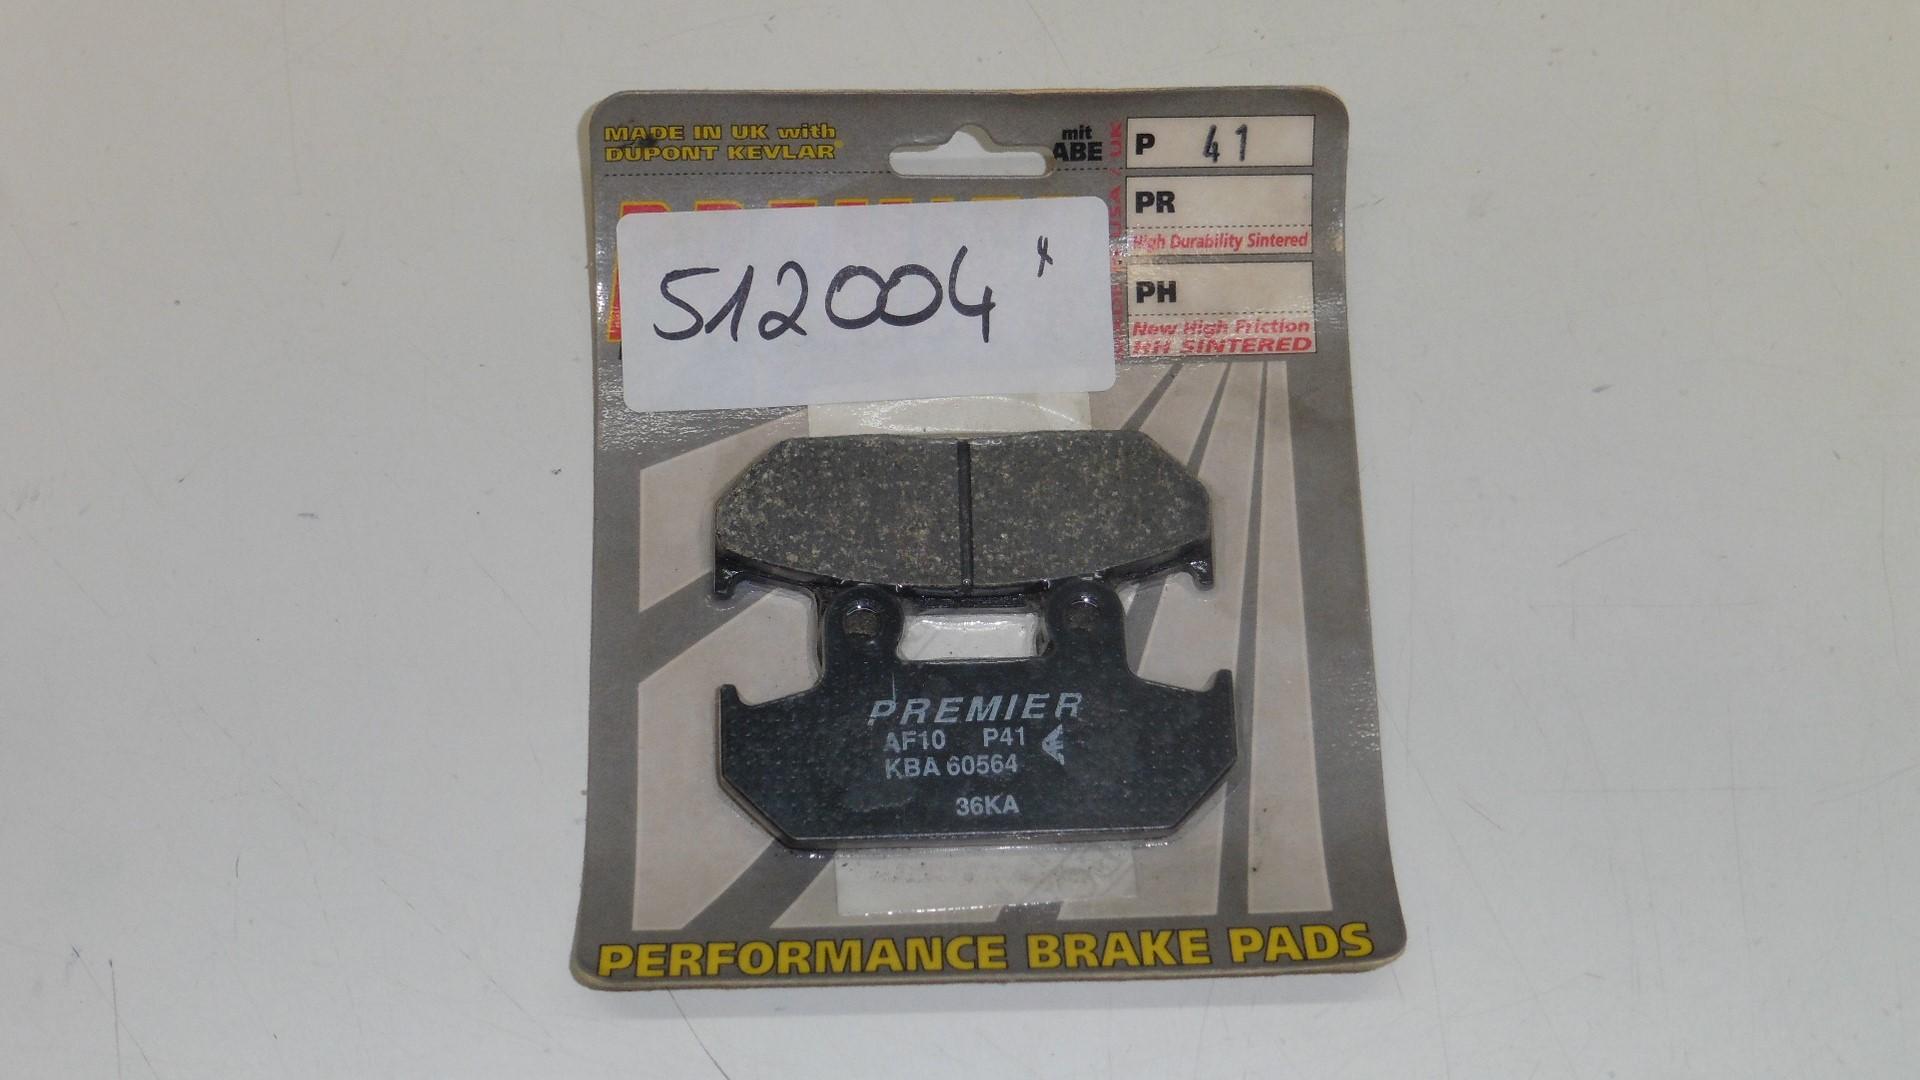 MADE IN UK with
DUPONT KEVLAR
mit
ABE
P 41
PR
High Durability Sintered
PH
New High Friction
HH SINTERED
512004
PREMIER
AF10 P41
KBA 60564
36KA
PERFORMANCE BRAKE PADS